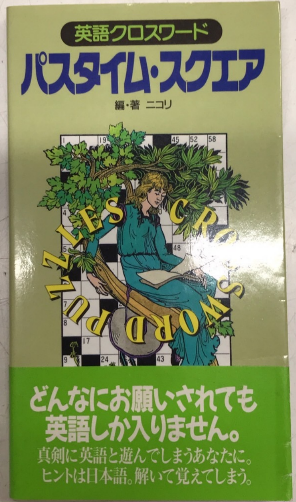 英語クロスワード
パスタイム・スクエア
編・著 ニコリ
CROSSWORD PUZZLES
どんなにお願いされても
英語しか入りません。
真剣に英語と遊んでしまうあなたに。
ヒントは日本語。解いて覚えてしまう。